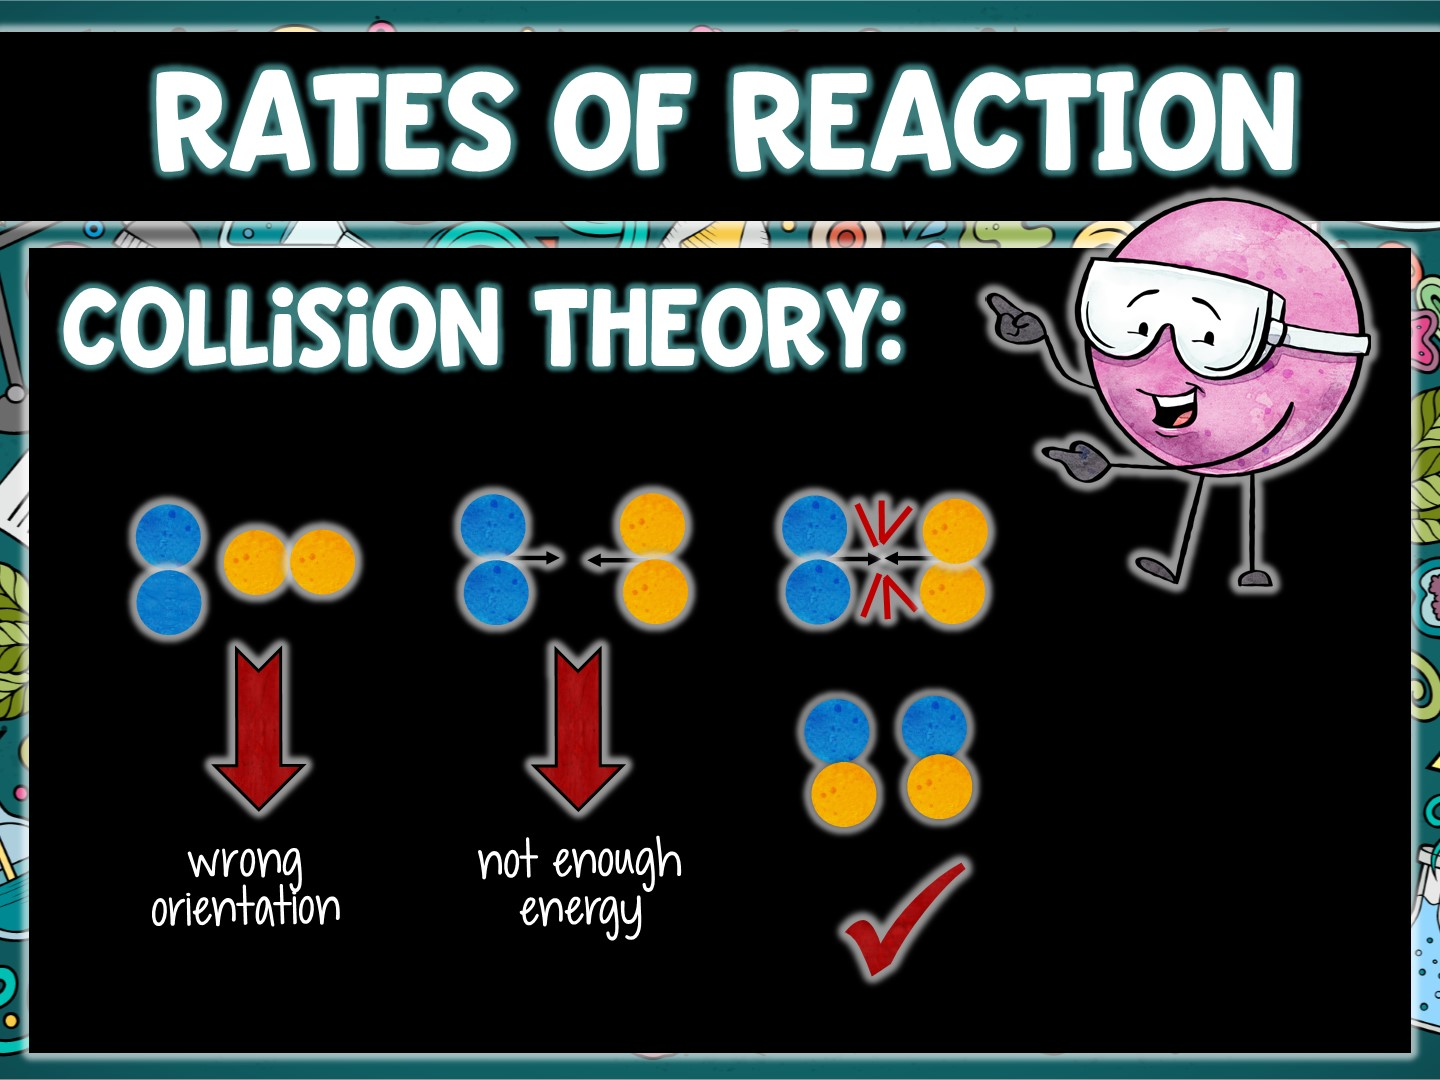 RATES OF REACTION
COLLiSiON THEORY:
wrong
orientation
not enough
energy